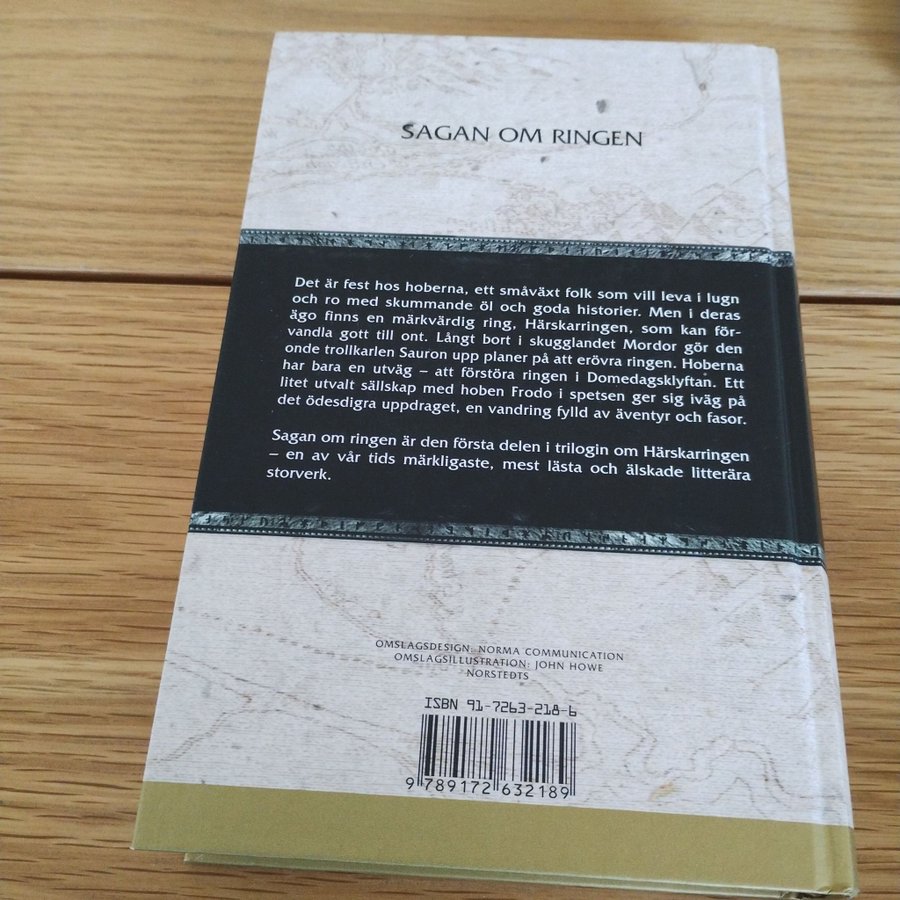 SAGAN OM RINGEN
Det är fest hos hoberna, ett småväxt folk som vill leva i lugn
och ro med skummande öl och goda historier. Men i deras
ägo finns en märkvärdig ring, Härskarringen, som kan för-
vandla gott till ont. Långt bort i skugglandet Mordor gör den
onde trollkarlen Sauron upp planer på att erövra ringen. Hoberna
har bara en utväg – att förstöra ringen i Domedagsklyftan. Ett
litet utvalt sällskap med hoben Frodo i spetsen ger sig iväg på
det ödesdigra uppdraget, en vandring fylld av äventyr och fasor.
Sagan om ringen är den första delen i trilogin om Härskarringen
– en av vår tids märkligaste, mest lästa och älskade litterära
storverk.
OMSLAGSDESIGN: NORMA COMMUNICATION
OMSLAGSILLUSTRATION: JOHN HOWE
NORSTEDTS
ISBN 91-7263-218-6
9 789172 632189